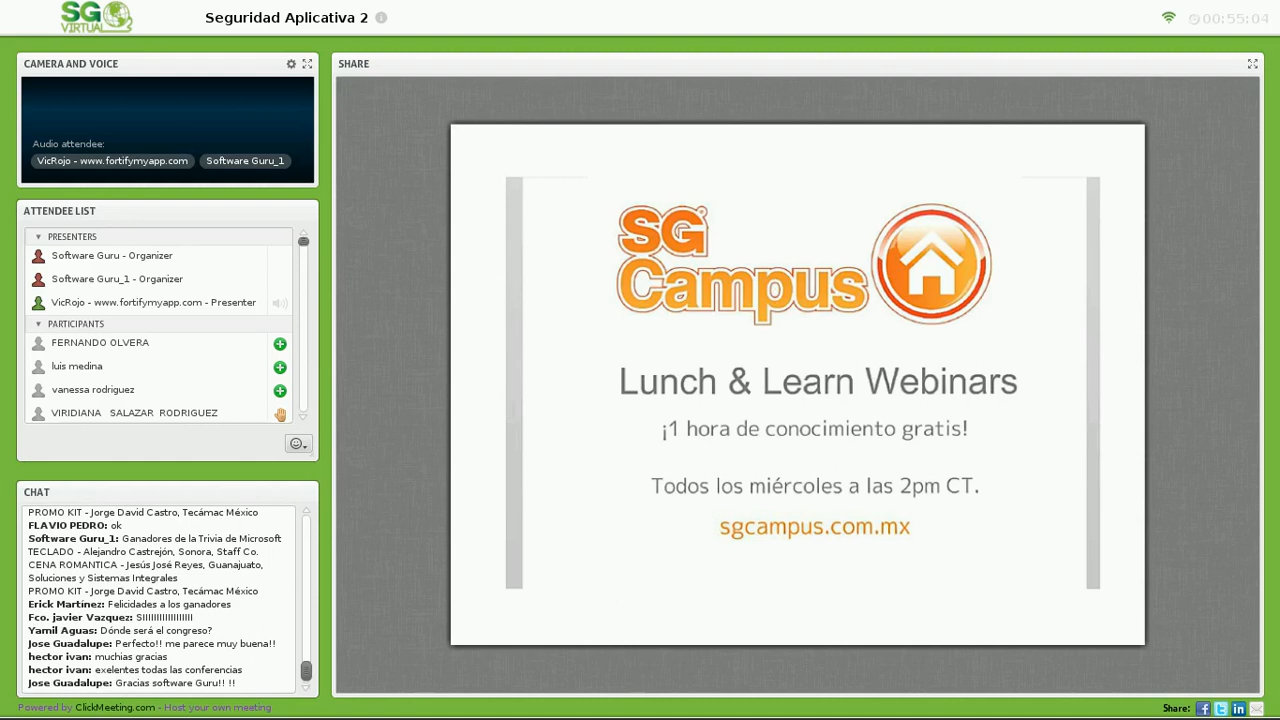 SG
VIRTUAL
Seguridad Aplicativa 2
00:55:04
CAMERA AND VOICE
Audio attendee:
VicRojo - www.fortifymyapp.com
Software Guru_1
ATTENDEE LIST
PRESENTERS
Software Guru - Organizer
Software Guru_1 - Organizer
VicRojo - www.fortifymyapp.com - Presenter
PARTICIPANTS
FERNANDO OLVERA
luis medina
vanessa rodriguez
VIRIDIANA SALAZAR RODRIGUEZ
CHAT
PROMO KIT - Jorge David Castro, Tecámac México
FLAVIO PEDRO: ok
Software Guru_1: Ganadores de la Trivia de Microsoft
TECLADO - Alejandro Castrejón, Sonora, Staff Co.
CENA ROMANTICA - Jesús José Reyes, Guanajuato,
Soluciones y Sistemas Integrales
PROMO KIT - Jorge David Castro, Tecámac México
Erick Martínez: Felicidades a los ganadores
Fco. javier Vazquez: SIIIIIIIIIIIIIIIII
Yamil Aguas: Dónde será el congreso?
Jose Guadalupe: Perfecto!! me parece muy buena!!
hector ivan: muchias gracias
hector ivan: exelentes todas las conferencias
Jose Guadalupe: Gracias software Guru!! !!
SHARE
SG
Campus
Lunch & Learn Webinars
¡1 hora de conocimiento gratis!
Todos los miércoles a las 2pm CT.
sgcampus.com.mx
Powered by ClickMeeting.com - Host your own meeting
Share: